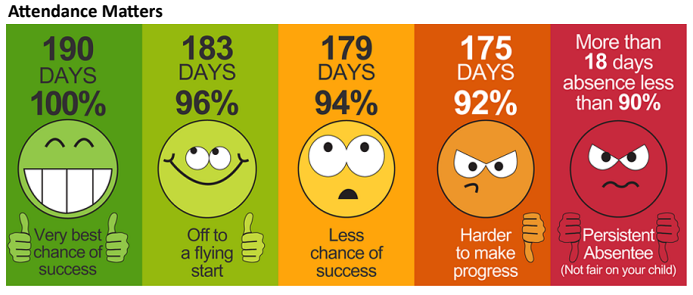 Attendance Matters
190
DAYS
100%
Very best
chance of
success
183
DAYS
96%
Off to
a flying
start
179
DAYS
94%
Less
chance of
success
175
DAYS
92%
Harder
to make
progress
More than
18 days
absence less
than 90%
Persistent
Absentee
(Not fair on your child)